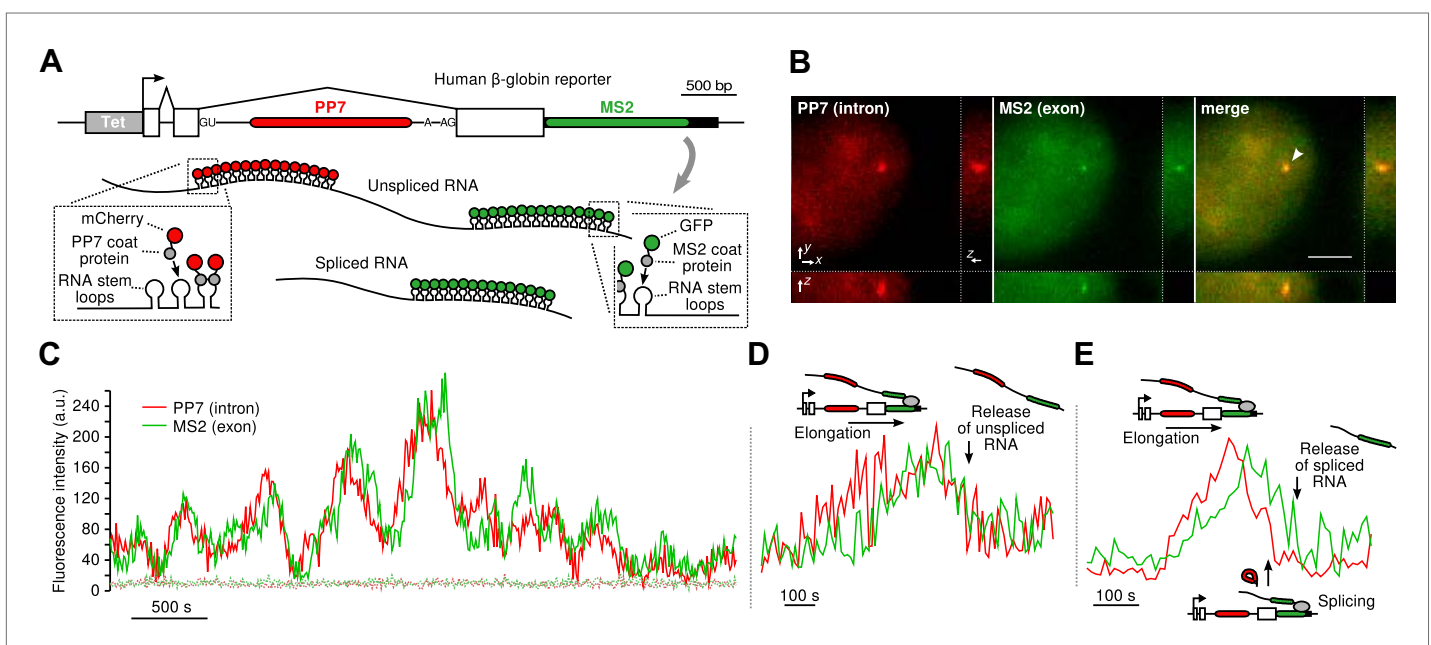 A
Human β-globin reporter
500 bp
Tet
GU
PP7
A
AG
MS2
Unspliced RNA
mCherry
PP7 coat
protein
RNA stem
loops
GFP
MS2 coat
protein
RNA stem
loops
Spliced RNA
B
PP7 (intron)
MS2 (exon)
merge
y
x
z
z
C
Fluorescence intensity (a.u.)
240
200
160
120
80
40
0
PP7 (intron)
MS2 (exon)
500 s
D
Elongation
Release
of unspliced
RNA
100 s
E
Elongation
Release
of spliced
RNA
Splicing
100 s